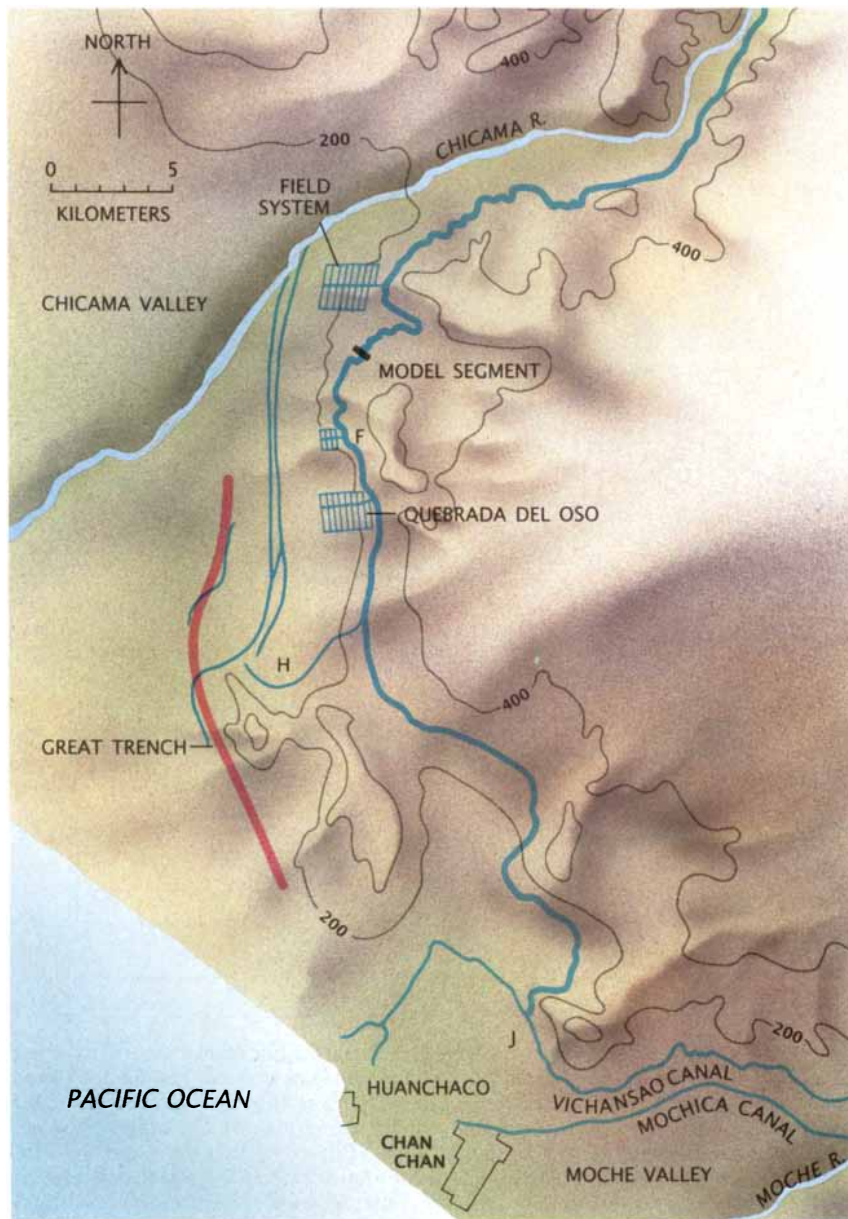 NORTH
400
0 5
KILOMETERS
200
CHICAMA R.
FIELD
SYSTEM
400
CHICAMA VALLEY
MODEL SEGMENT
F
QUEBRADA DEL OSO
H
400
GREAT TRENCH
200
200
J
HUANCHACO
VICHANSAO CANAL
PACIFIC OCEAN
MOCHICA CANAL
CHAN
CHAN
MOCHE VALLEY
MOCHE R.